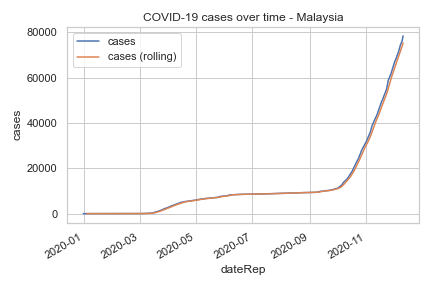 COVID-19 cases over time - Malaysia
cases
cases (rolling)
80000
60000
40000
20000
0
cases
2020-01
2020-03
2020-05
2020-07
2020-09
2020-11
dateRep